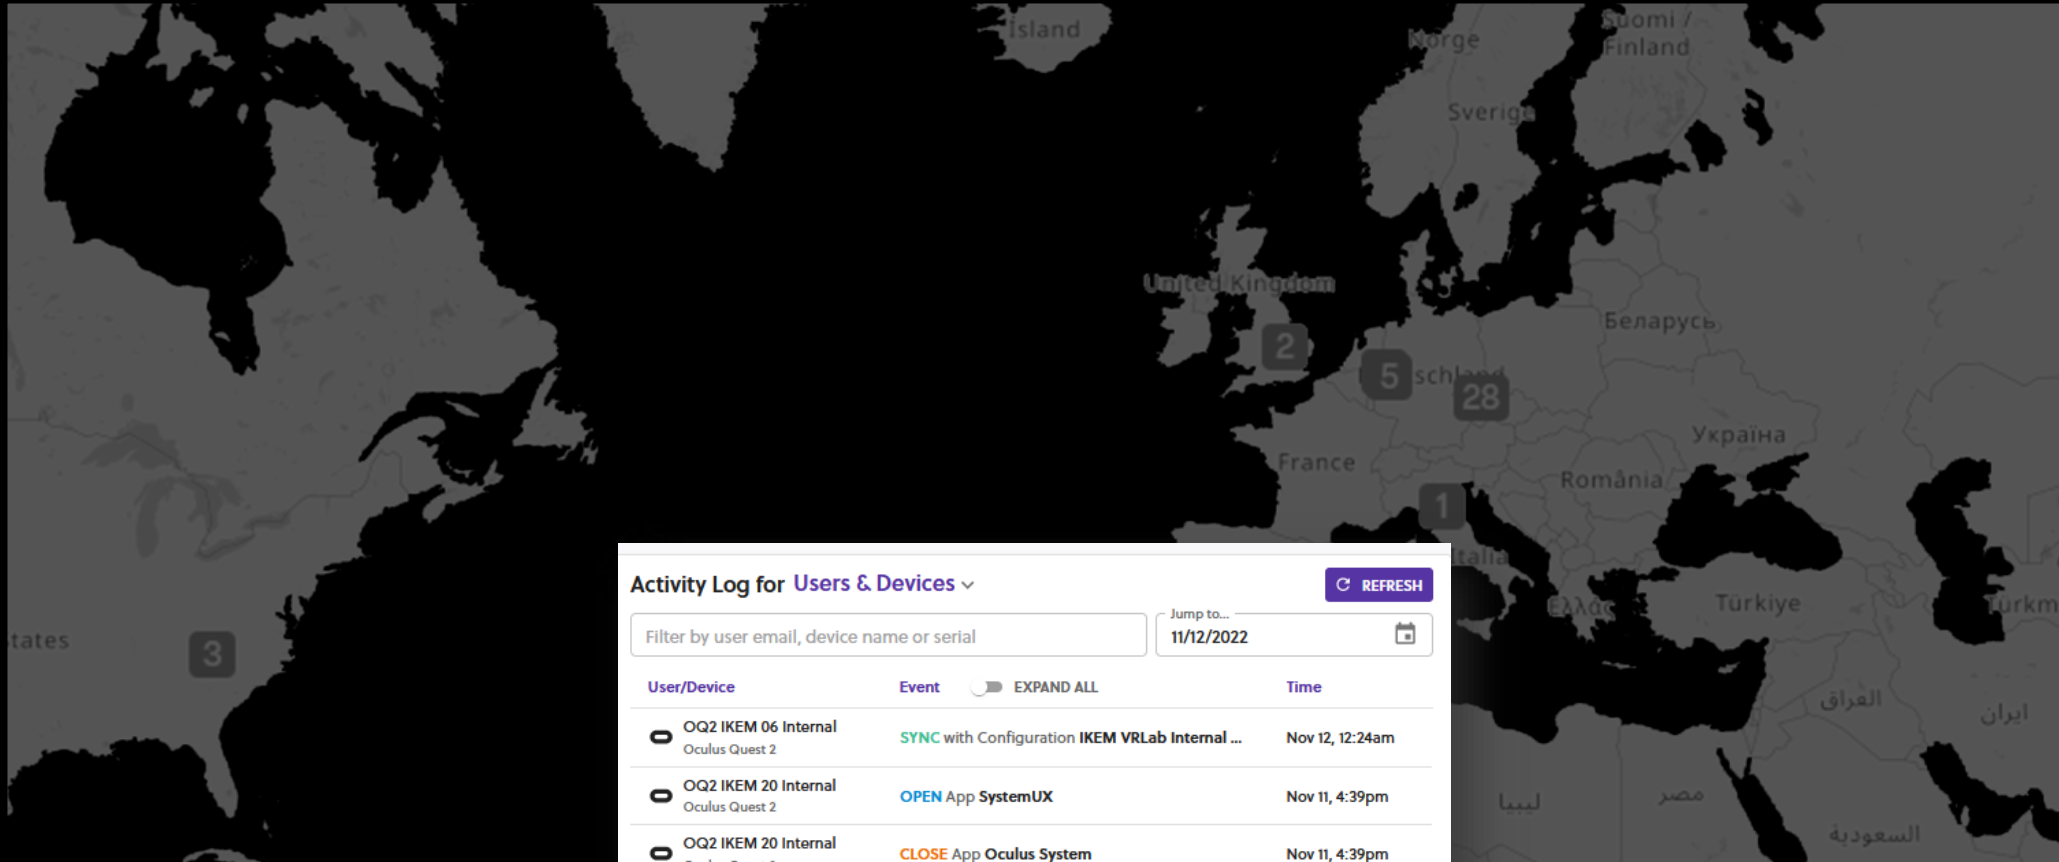 Ísland
Norge
Suomi /
Finland
Sverige
United Kingdom
Беларусь
2
5
schland
28
Україна
France
România
1
Italia
Ελλάς
Türkiye
Türkm
tates
3
العراق
ایران
ليبيا
مصر
السعودية
Activity Log for Users & Devices
REFRESH
Filter by user email, device name or serial
Jump to...
11/12/2022
User/Device Event EXPAND ALL Time
OQ2 IKEM 06 Internal
Oculus Quest 2
SYNC with Configuration IKEM VRLab Internal ...
Nov 12, 12:24am
OQ2 IKEM 20 Internal
Oculus Quest 2
OPEN App SystemUX
Nov 11, 4:39pm
OQ2 IKEM 20 Internal
CLOSE App Oculus System
Nov 11, 4:39pm